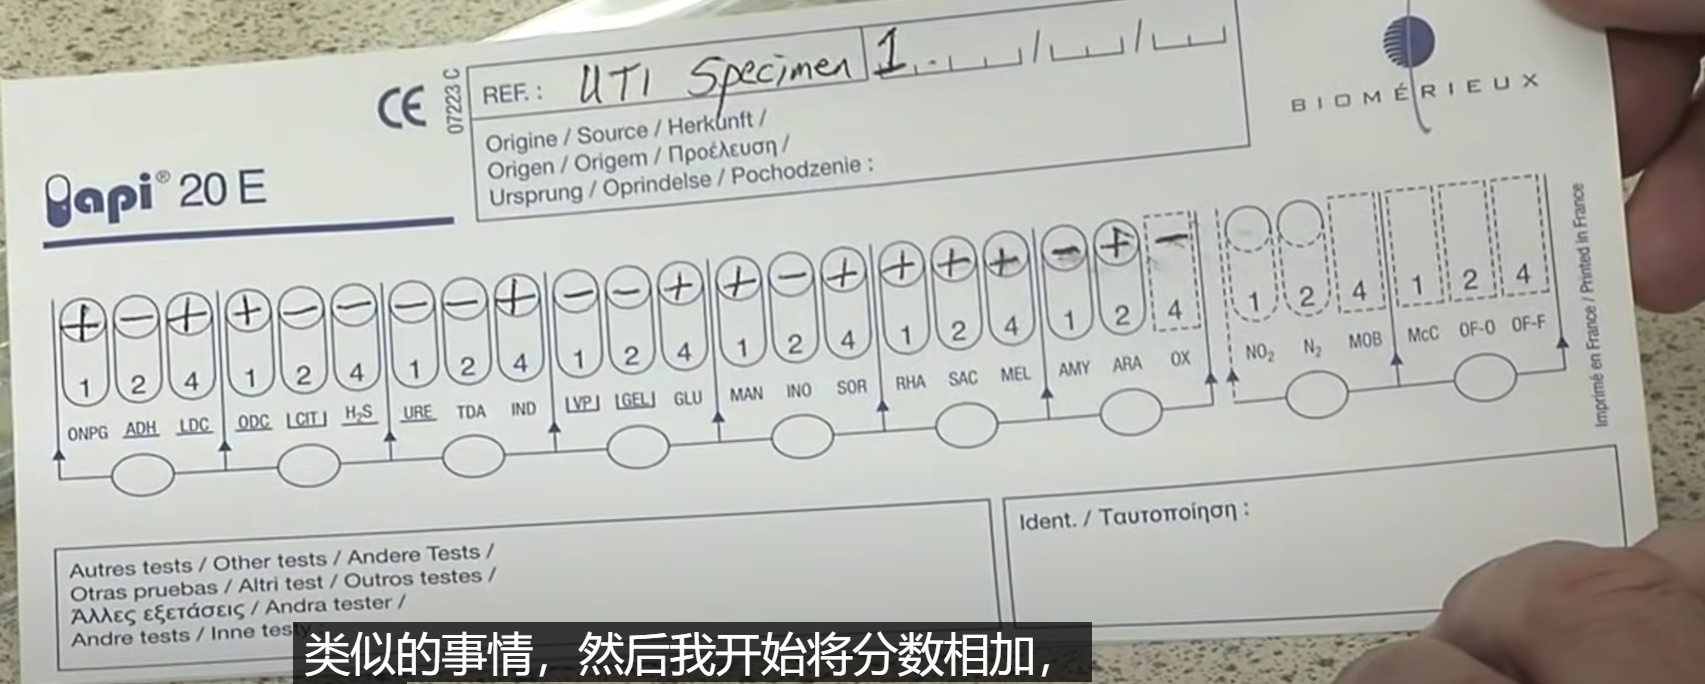 CE
07223 C
REF. : UTI Specimen 1
Origine / Source / Herkunft /
Origen / Origem / Προέλευση /
Ursprung / Oprindelse / Pochodzenie :
BIOMÉRIEUX
api® 20 E
+ − + + − − − − + − − + + − + + + + − + −
1 2 4 1 2 4 1 2 4 1 2 4 1 2 4 1 2 4 1 2 4 1 2 4 1 2 4
ONPG ADH LDC ODC CIT H₂S URE TDA IND VP GEL GLU MAN INO SOR RHA SAC MEL AMY ARA OX NO₂ N₂ MOB McC OF-O OF-F
Imprimé en France / Printed in France
Autres tests / Other tests / Andere Tests /
Otras pruebas / Altri test / Outros testes /
Άλλες εξετάσεις / Andra tester /
Andre tests / Inne testy
Ident. / Ταυτοποίηση :
类似的事情，然后我开始将分数相加，